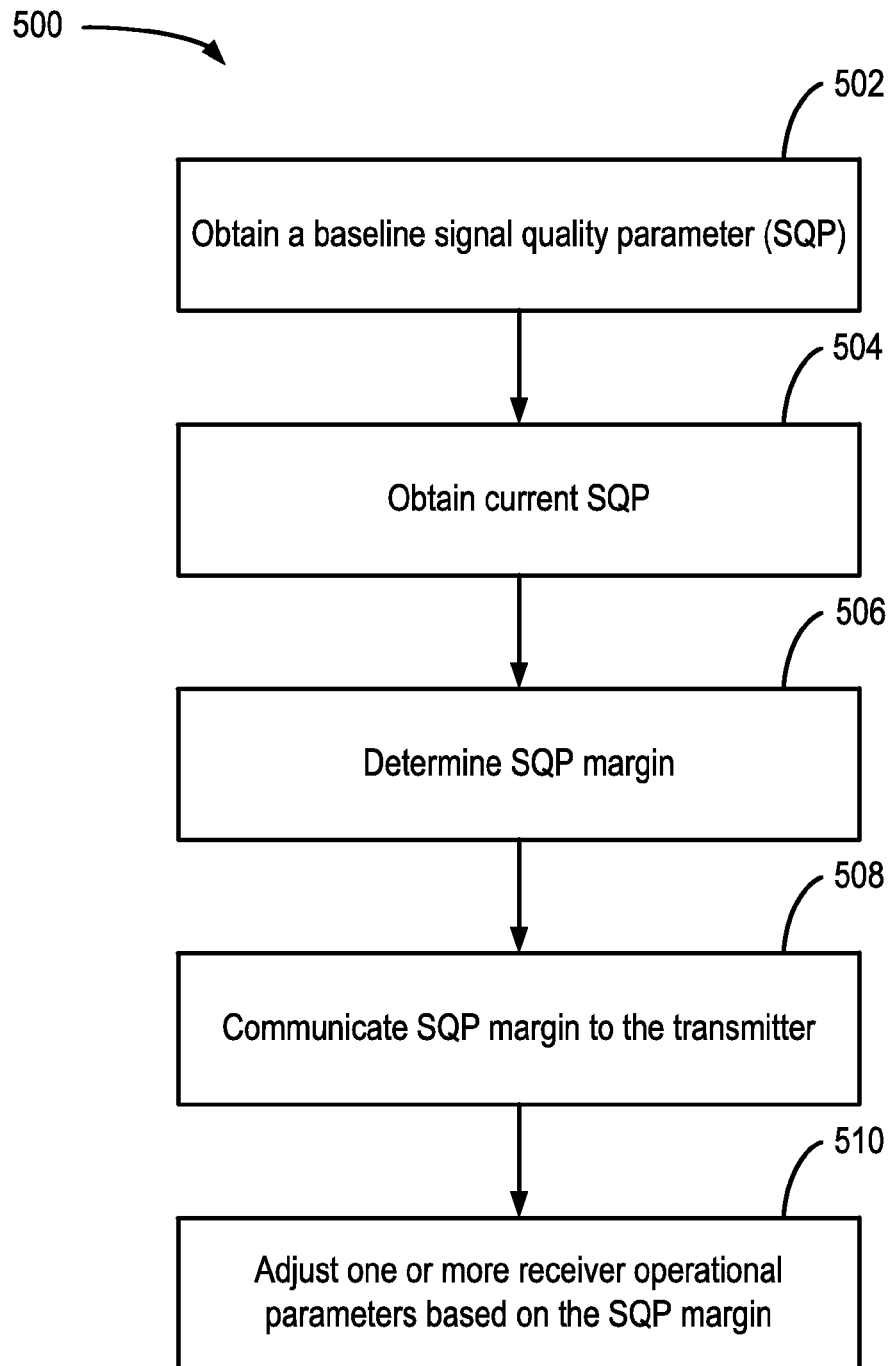 500
502
Obtain a baseline signal quality parameter (SQP)
504
Obtain current SQP
506
Determine SQP margin
508
Communicate SQP margin to the transmitter
510
Adjust one or more receiver operational
parameters based on the SQP margin